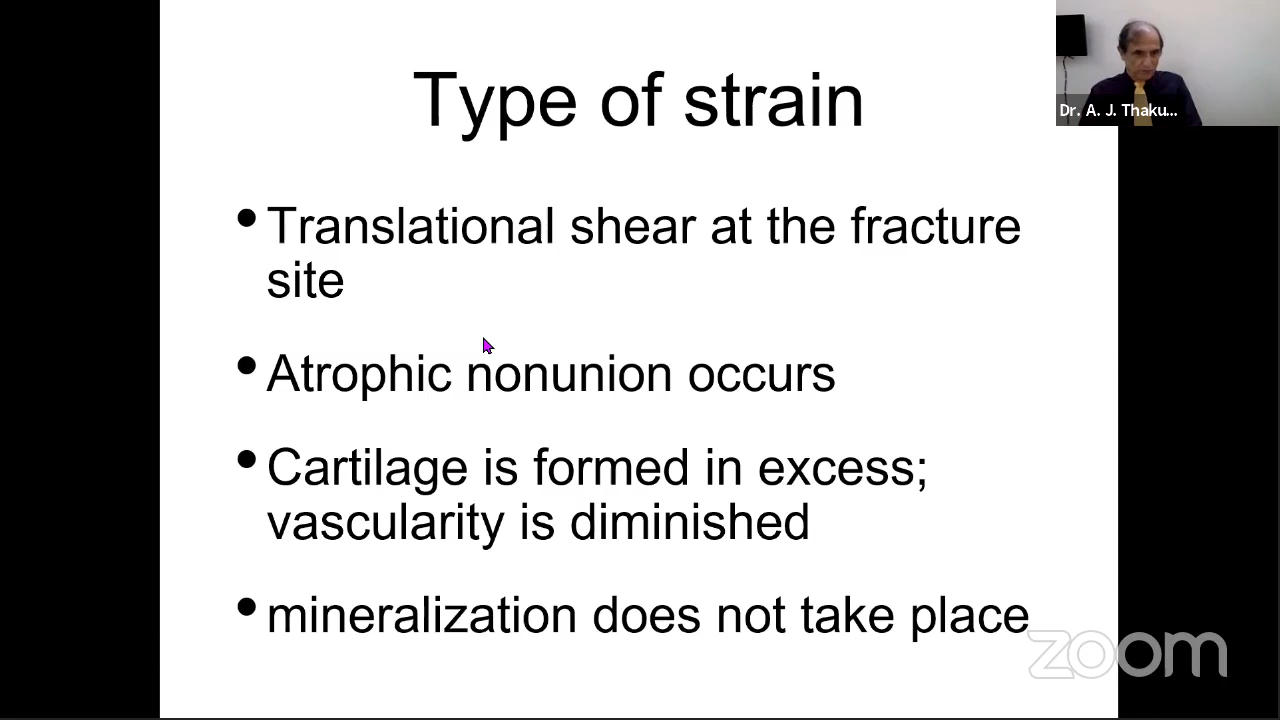 Type of strain
Dr. A. J. Thaku...
• Translational shear at the fracture
site
• Atrophic nonunion occurs
• Cartilage is formed in excess;
vascularity is diminished
• mineralization does not take place
zoom